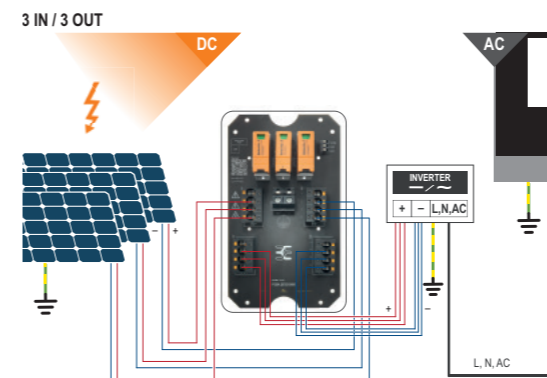 3 IN / 3 OUT
DC
AC
INVERTER
+ − L,N,AC
− +
+ −
L, N, AC